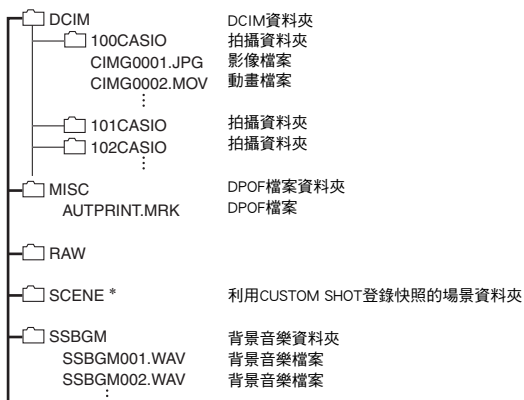 DCIM DCIM資料夾
100CASIO 拍攝資料夾
CIMG0001.JPG 影像檔案
CIMG0002.MOV 動畫檔案
⋮
101CASIO 拍攝資料夾
102CASIO 拍攝資料夾
⋮
MISC DPOF檔案資料夾
AUTPRINT.MRK DPOF檔案
RAW
SCENE * 利用CUSTOM SHOT登錄快照的場景資料夾
SSBGM 背景音樂資料夾
SSBGM001.WAV 背景音樂檔案
SSBGM002.WAV 背景音樂檔案
⋮